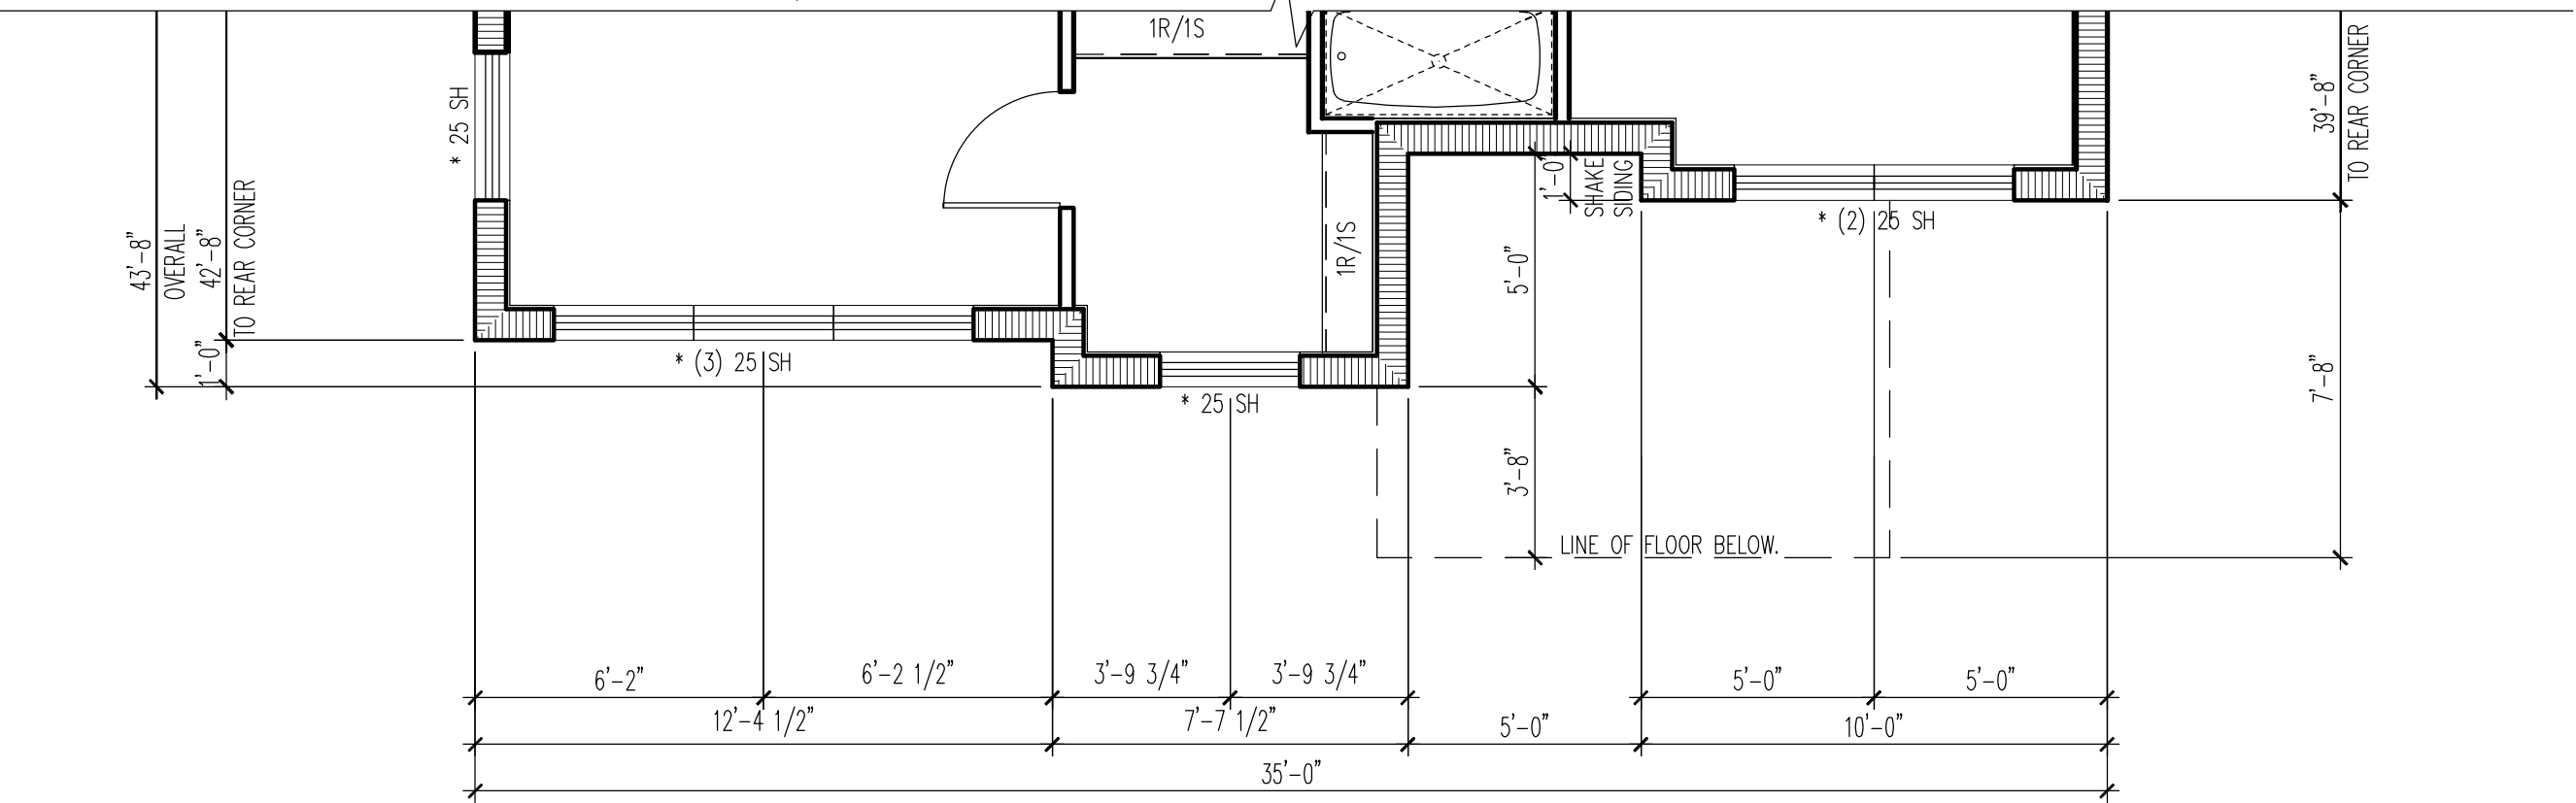 1R/1S
* 25 SH
43'-8"
OVERALL
42'-8"
TO REAR CORNER
1'-0"
* (3) 25 SH
* 25 SH
1R/1S
1'-0"
SHAKE
SIDING
* (2) 25 SH
39'-8"
TO REAR CORNER
5'-0"
7'-8"
3'-8"
LINE OF FLOOR BELOW.
6'-2"
6'-2 1/2"
3'-9 3/4"
3'-9 3/4"
5'-0"
5'-0"
12'-4 1/2"
7'-7 1/2"
5'-0"
10'-0"
35'-0"